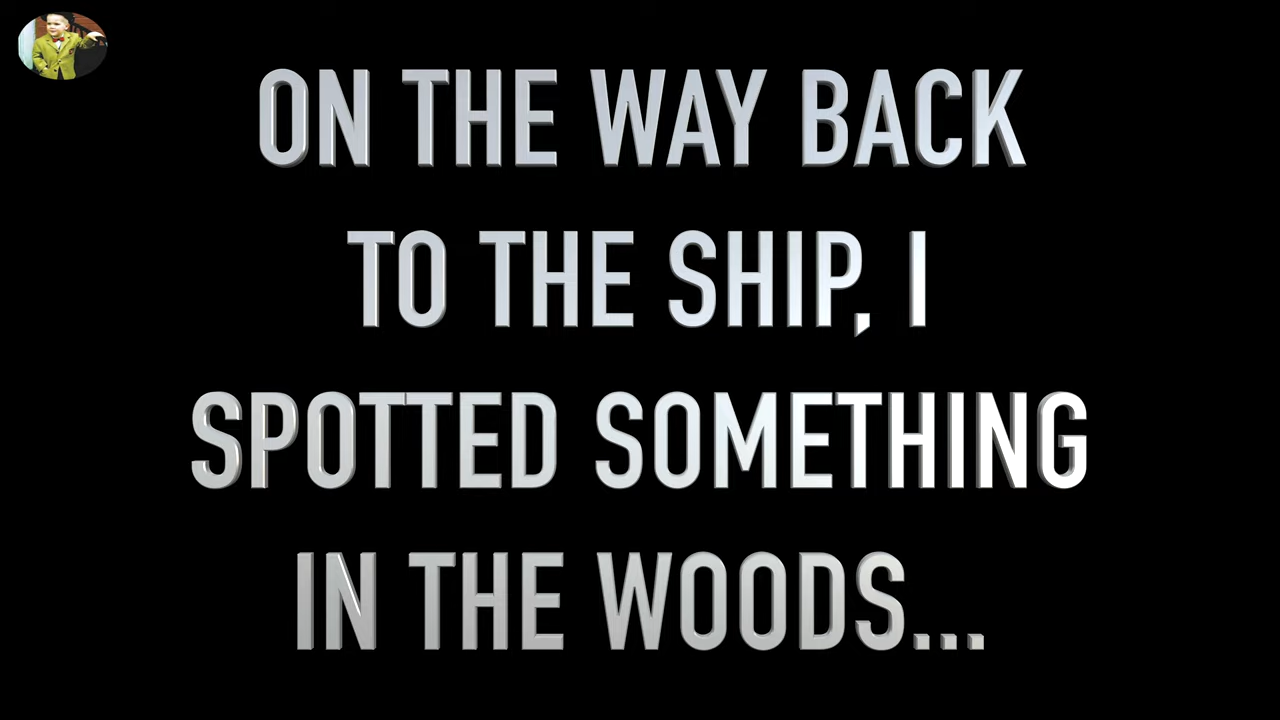 ON THE WAY BACK
TO THE SHIP, I
SPOTTED SOMETHING
IN THE WOODS...